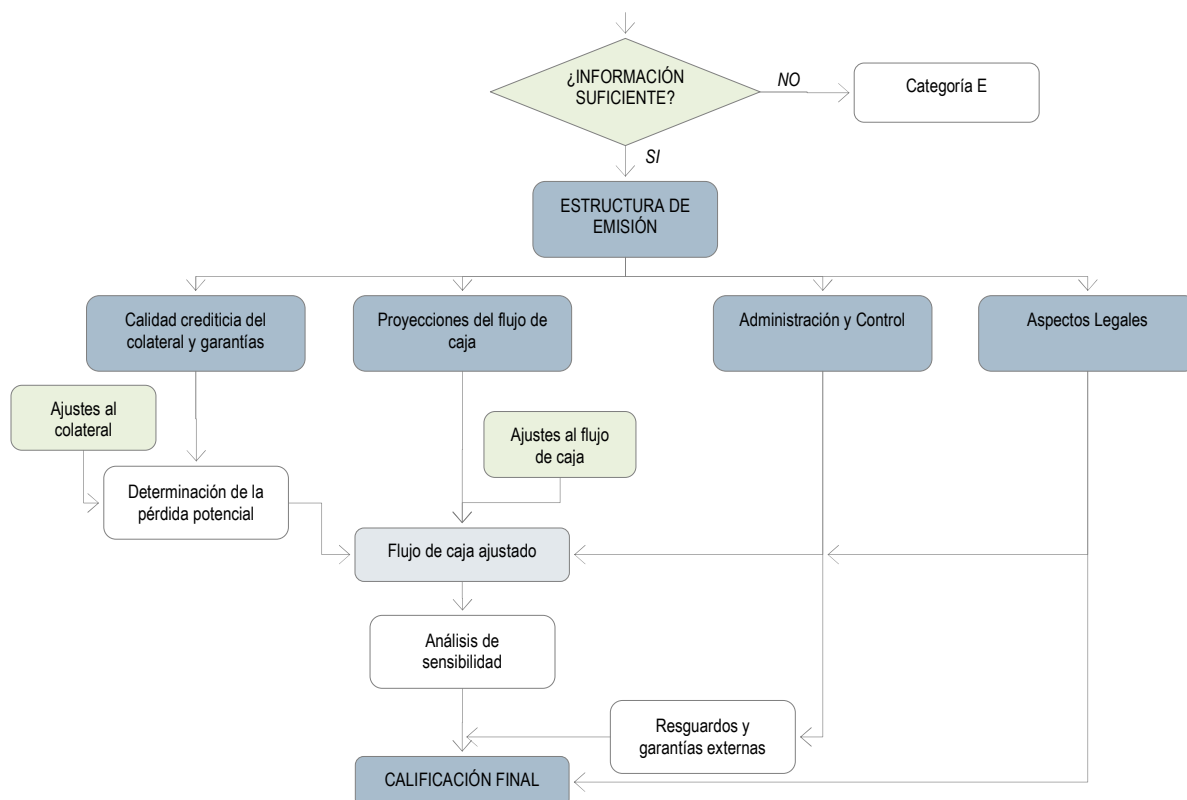 ¿INFORMACIÓN
SUFICIENTE?
NO
Categoría E
SI
ESTRUCTURA DE
EMISIÓN
Calidad crediticia del
colateral y garantías
Proyecciones del flujo de
caja
Administración y Control
Aspectos Legales
Ajustes al
colateral
Ajustes al flujo
de caja
Determinación de la
pérdida potencial
Flujo de caja ajustado
Análisis de
sensibilidad
Resguardos y
garantías externas
CALIFICACIÓN FINAL